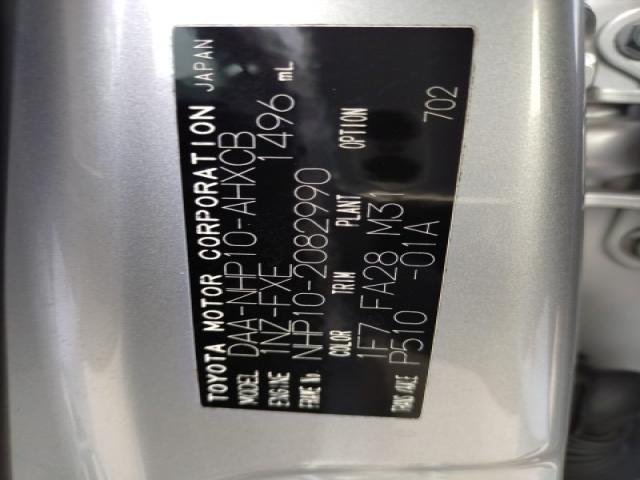 TOYOTA MOTOR CORPORATION JAPAN
MODEL DAA-NHP10-AHXCB
ENGINE 1NZ-FXE 1496 mL
FRAME No. NHP10-2082990
COLOR TRIM PLANT OPTION
1F7 FA28 M31
TRANS/AXLE P510 -01A 702